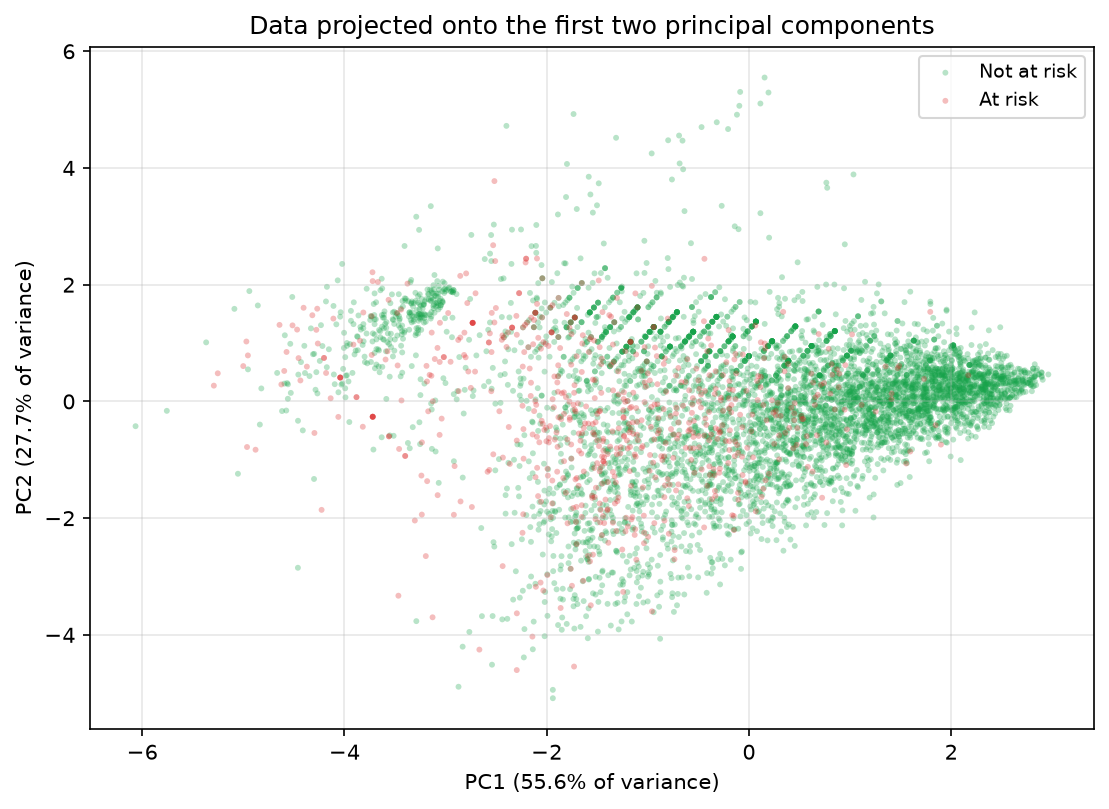 Data projected onto the first two principal components
6
4
2
0
−2
−4
PC2 (27.7% of variance)
Not at risk
At risk
−6
−4
−2
0
2
PC1 (55.6% of variance)